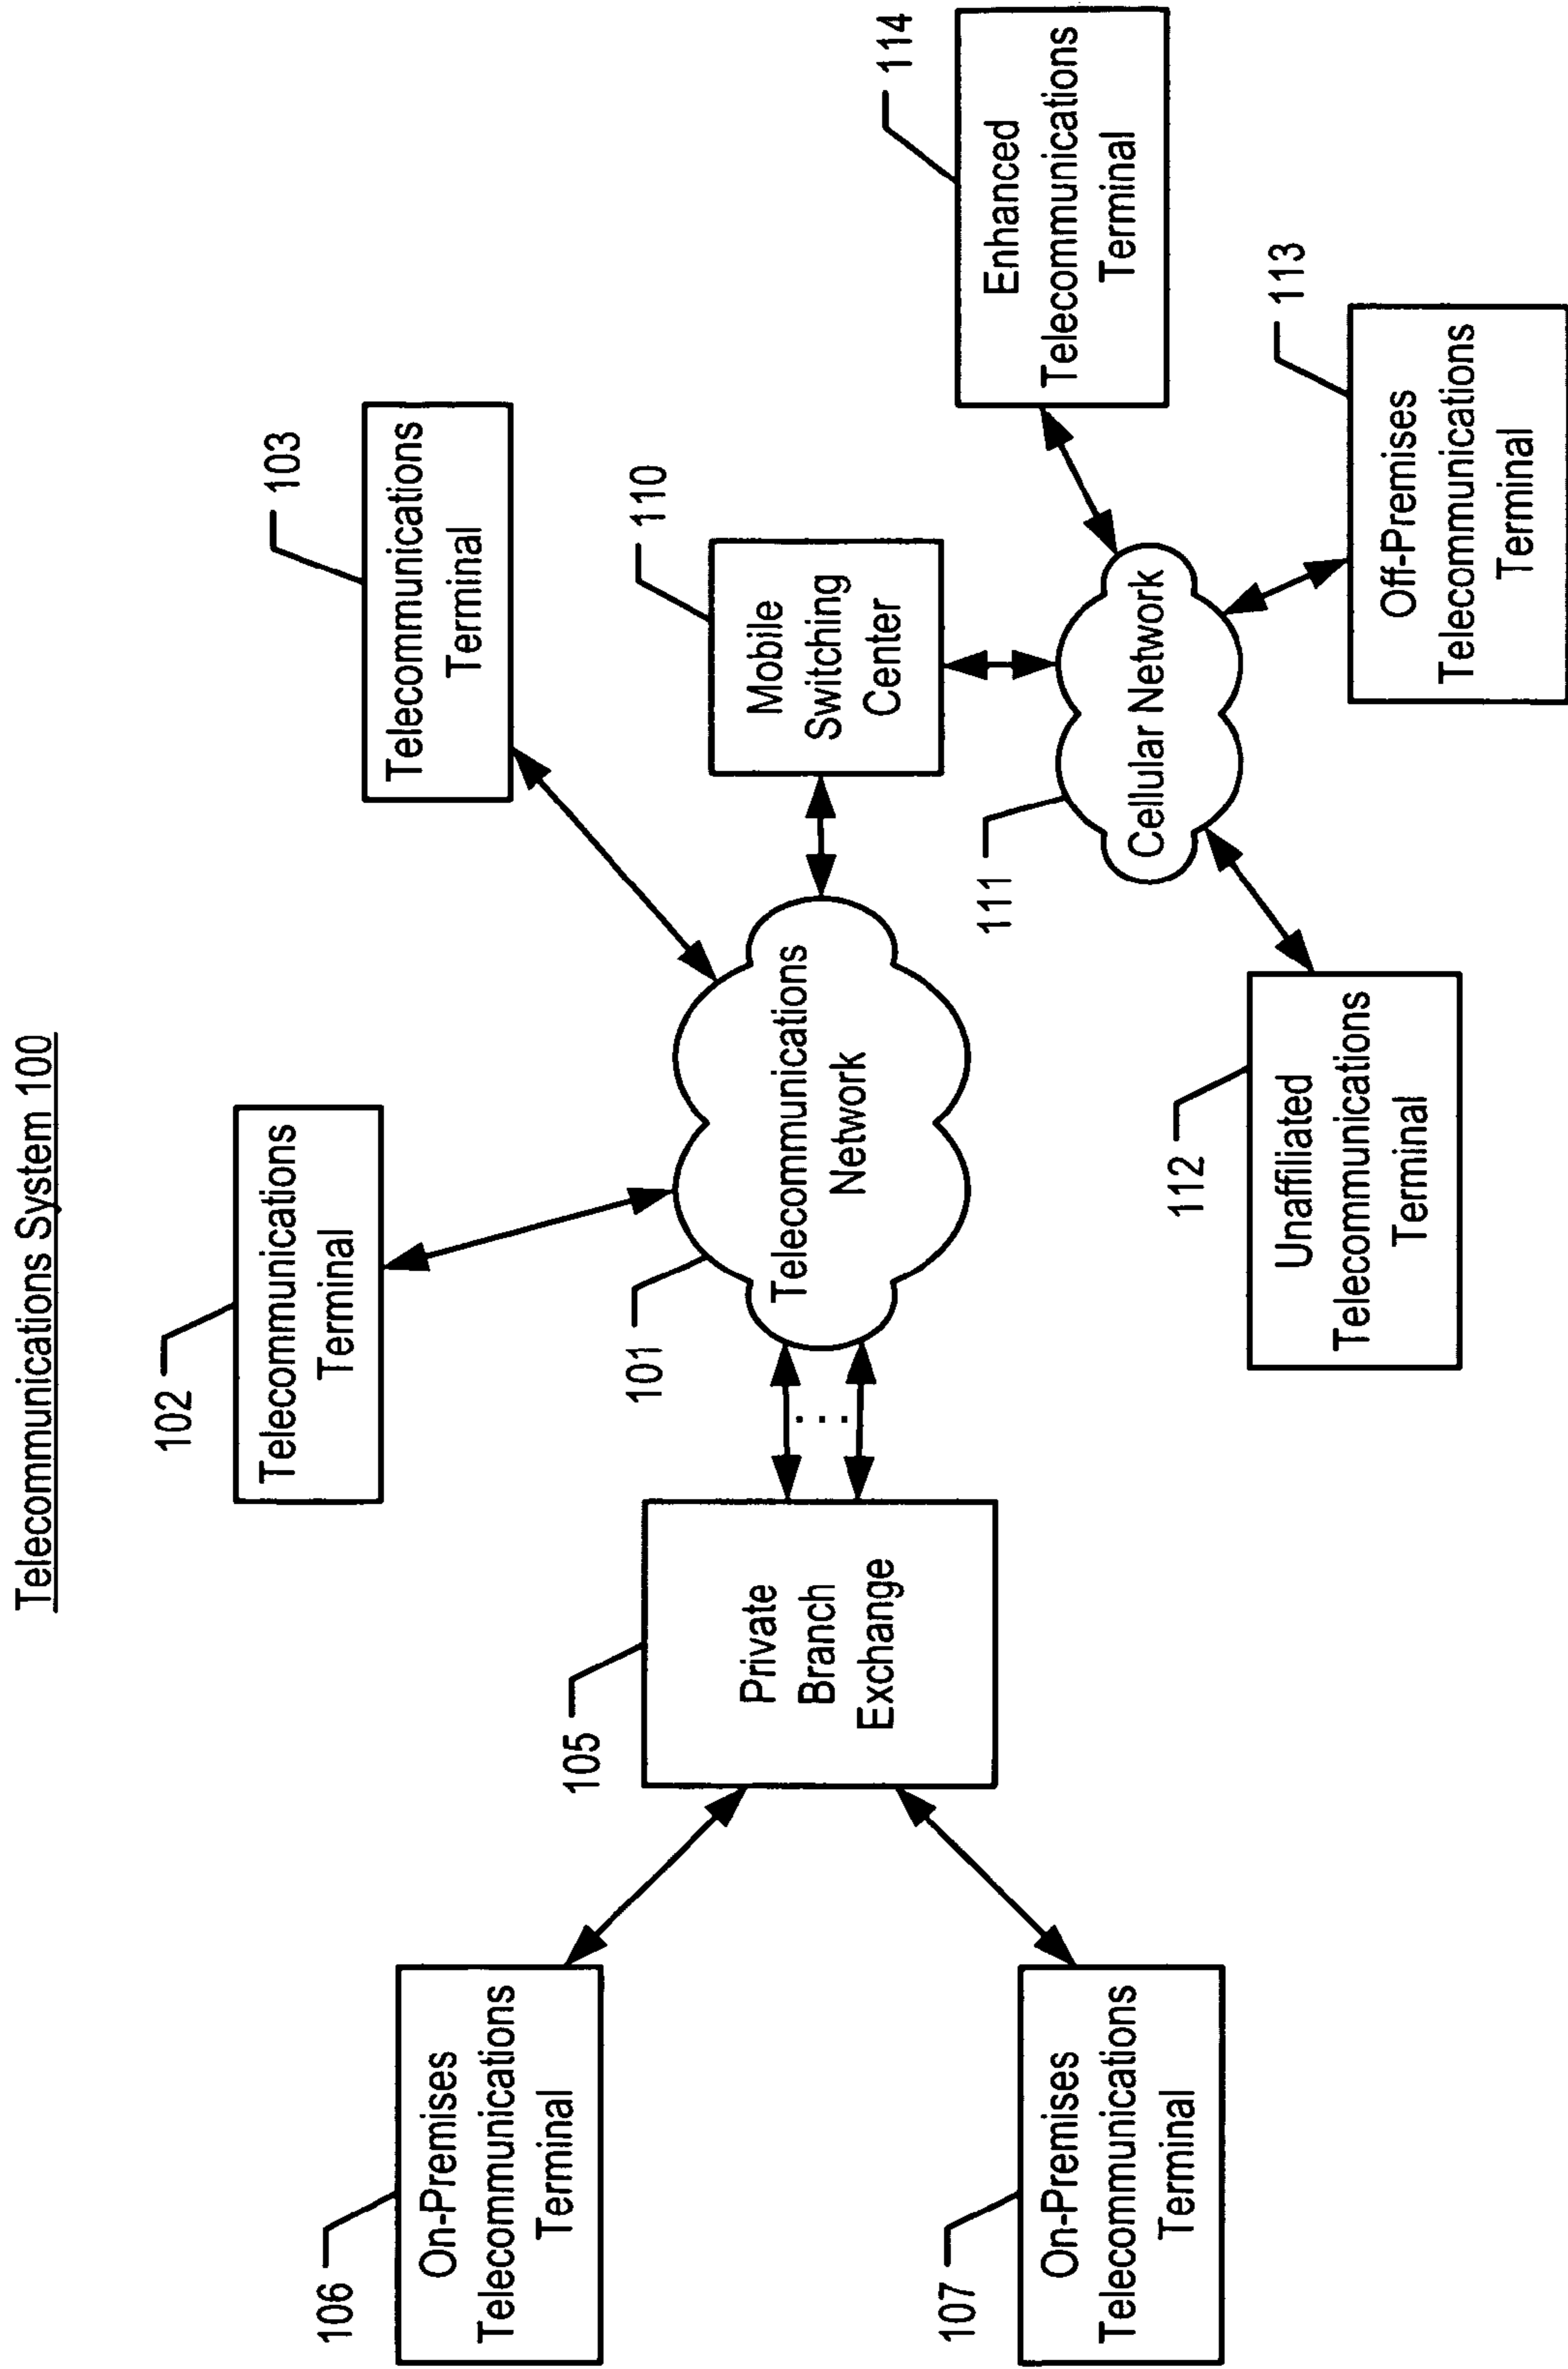 Telecommunications System 100
102
Telecommunications
Terminal
103
Telecommunications
Terminal
106
On-Premises
Telecommunications
Terminal
105
Private
Branch
Exchange
101
Telecommunications
Network
110
Mobile
Switching
Center
114
Enhanced
Telecommunications
Terminal
107
On-Premises
Telecommunications
Terminal
111
Cellular Network
112
Unaffiliated
Telecommunications
Terminal
113
Off-Premises
Telecommunications
Terminal